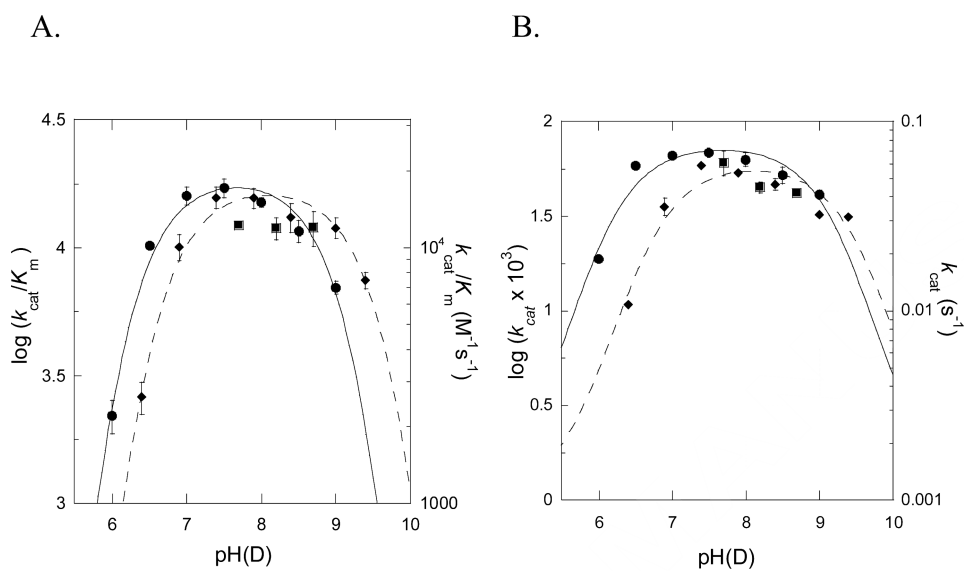 A.
B.
4.5
4
3.5
3
log (k_cat/K_m)
10^4
1000
k_cat/K_m (M^-1s^-1)
6 7 8 9 10
pH(D)
2
1.5
1
0.5
0
log (k_cat x 10^3)
0.1
0.01
0.001
k_cat (s^-1)
6 7 8 9 10
pH(D)